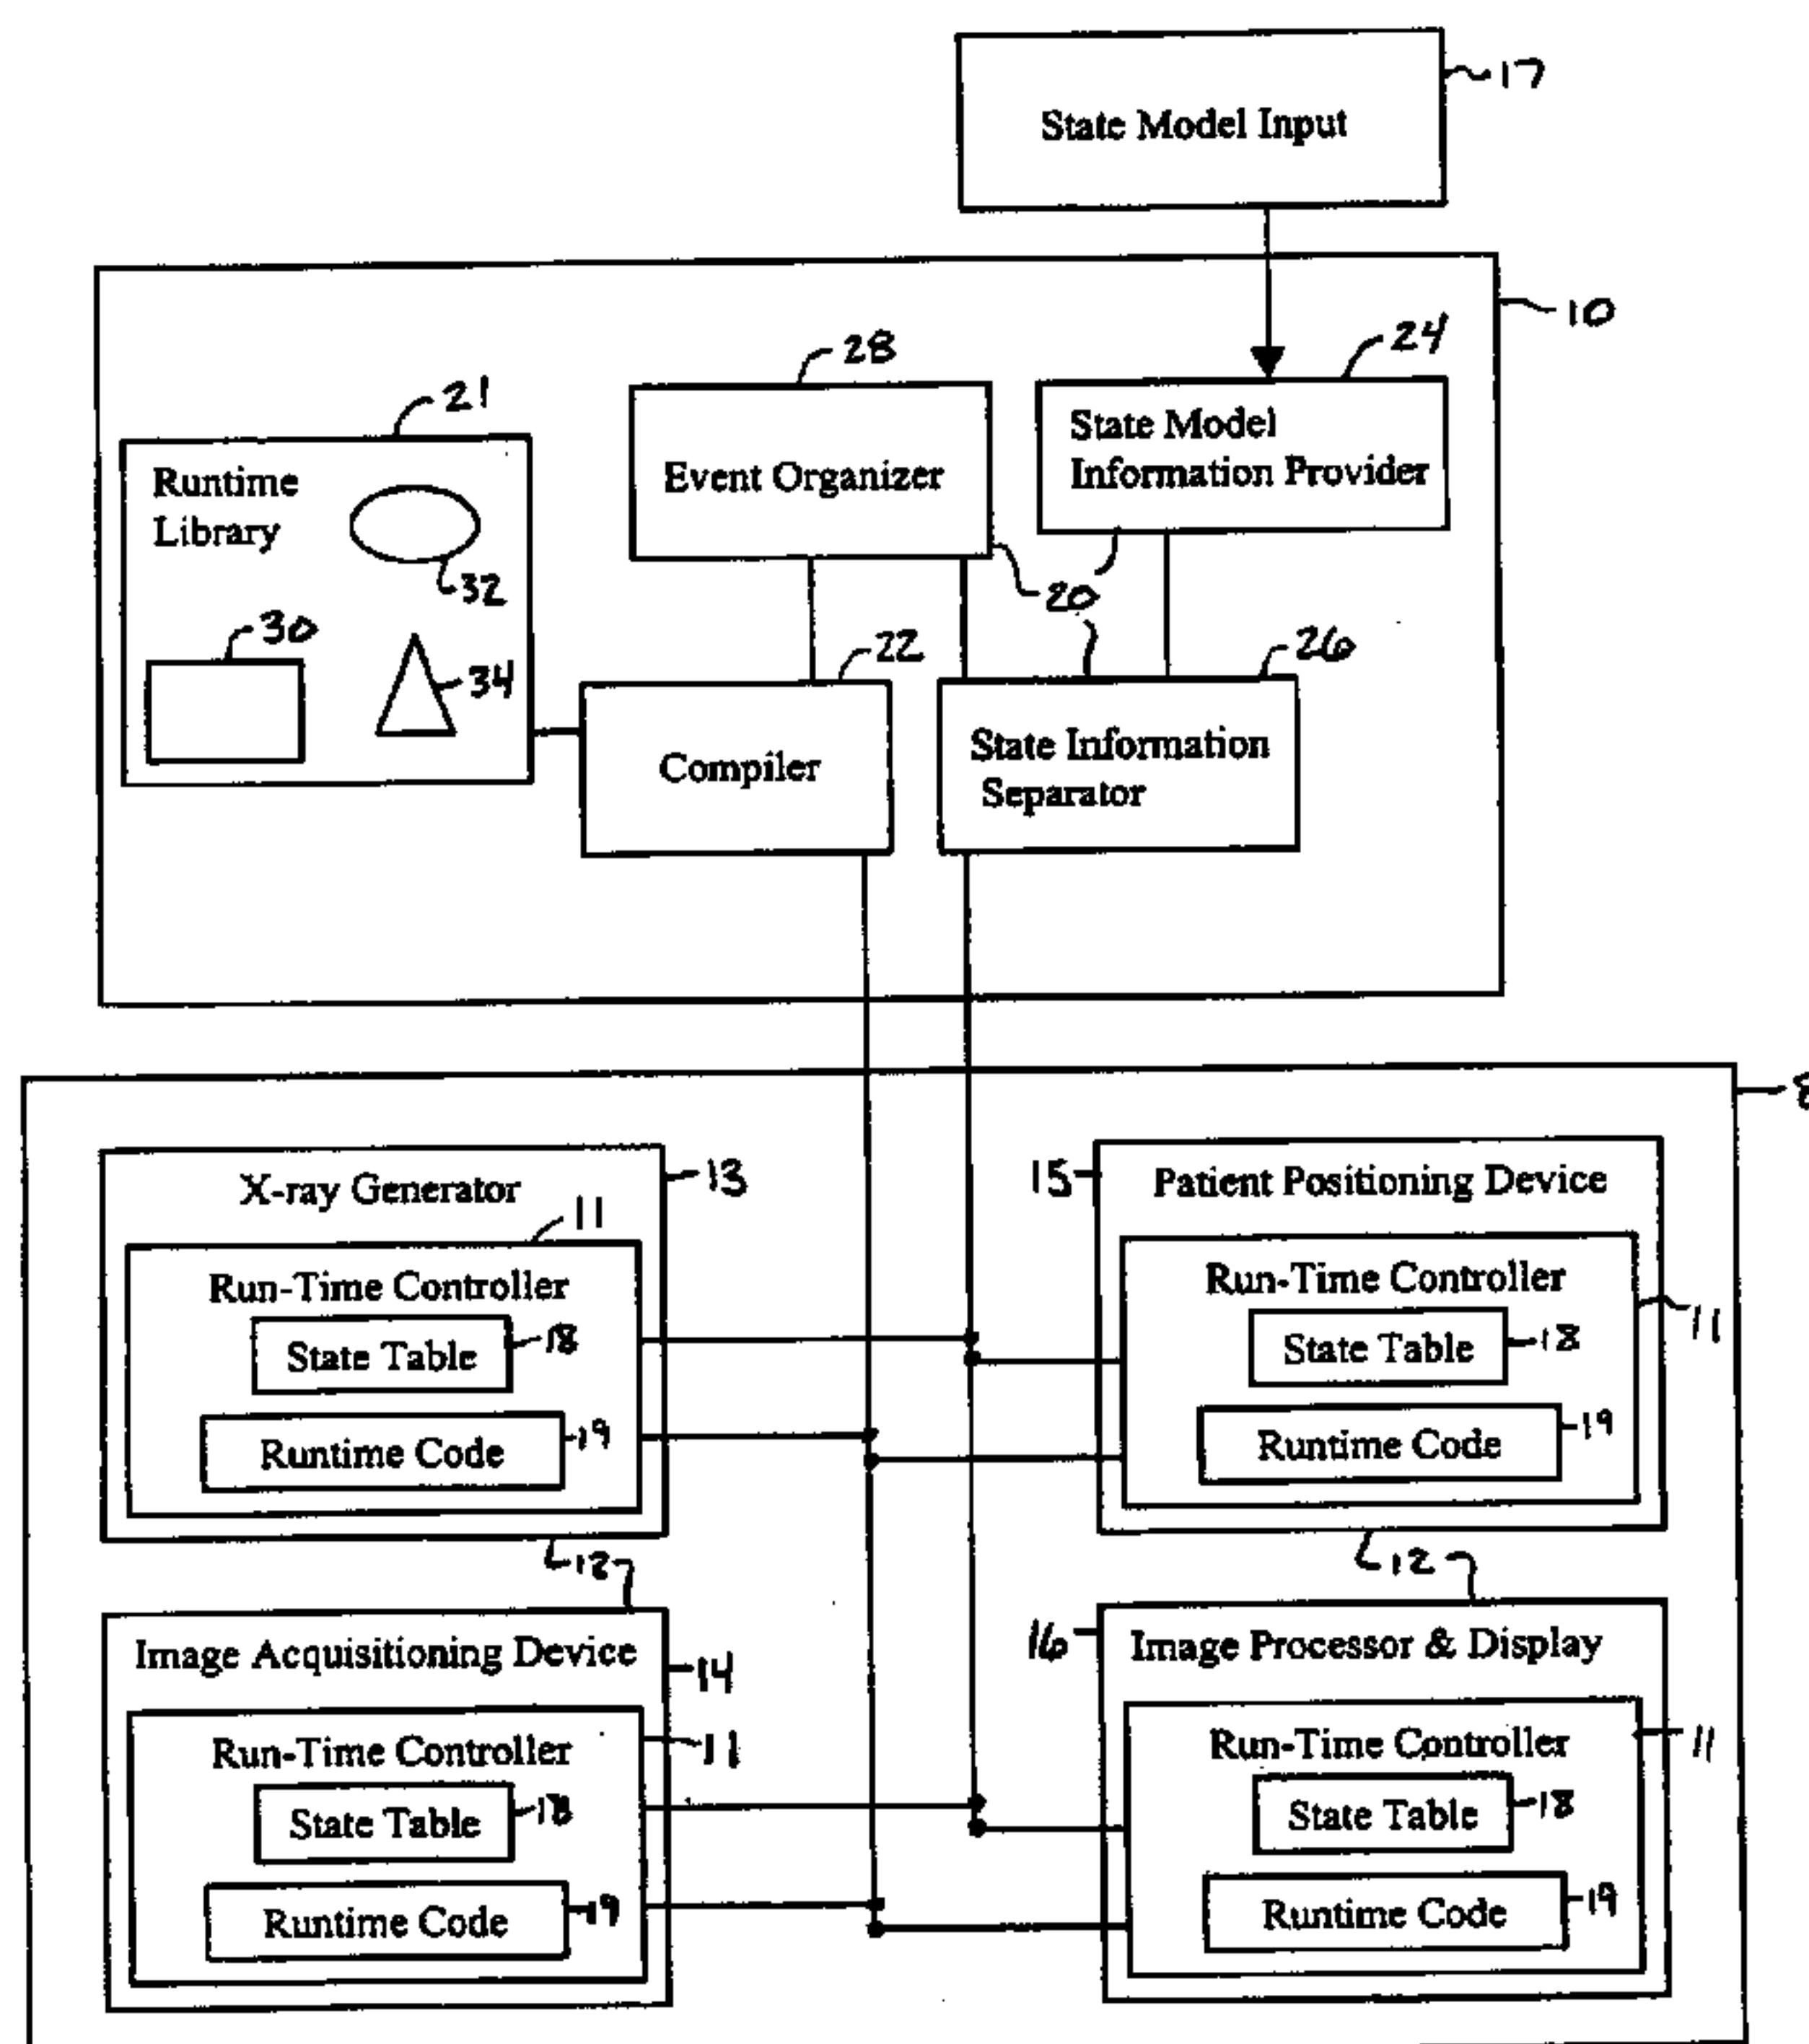 State Model Input
17
10
28
24
21
Event Organizer
State Model
Information Provider
Runtime
Library
32
20
30
34
22
26
Compiler
State Information
Separator
8
X-ray Generator
13
11
Run-Time Controller
State Table
18
Runtime Code
19
15
Patient Positioning Device
Run-Time Controller
11
State Table
18
Runtime Code
19
12
12
Image Acquisitioning Device
14
Run-Time Controller
11
State Table
18
Runtime Code
19
16
Image Processor & Display
Run-Time Controller
11
State Table
18
Runtime Code
19